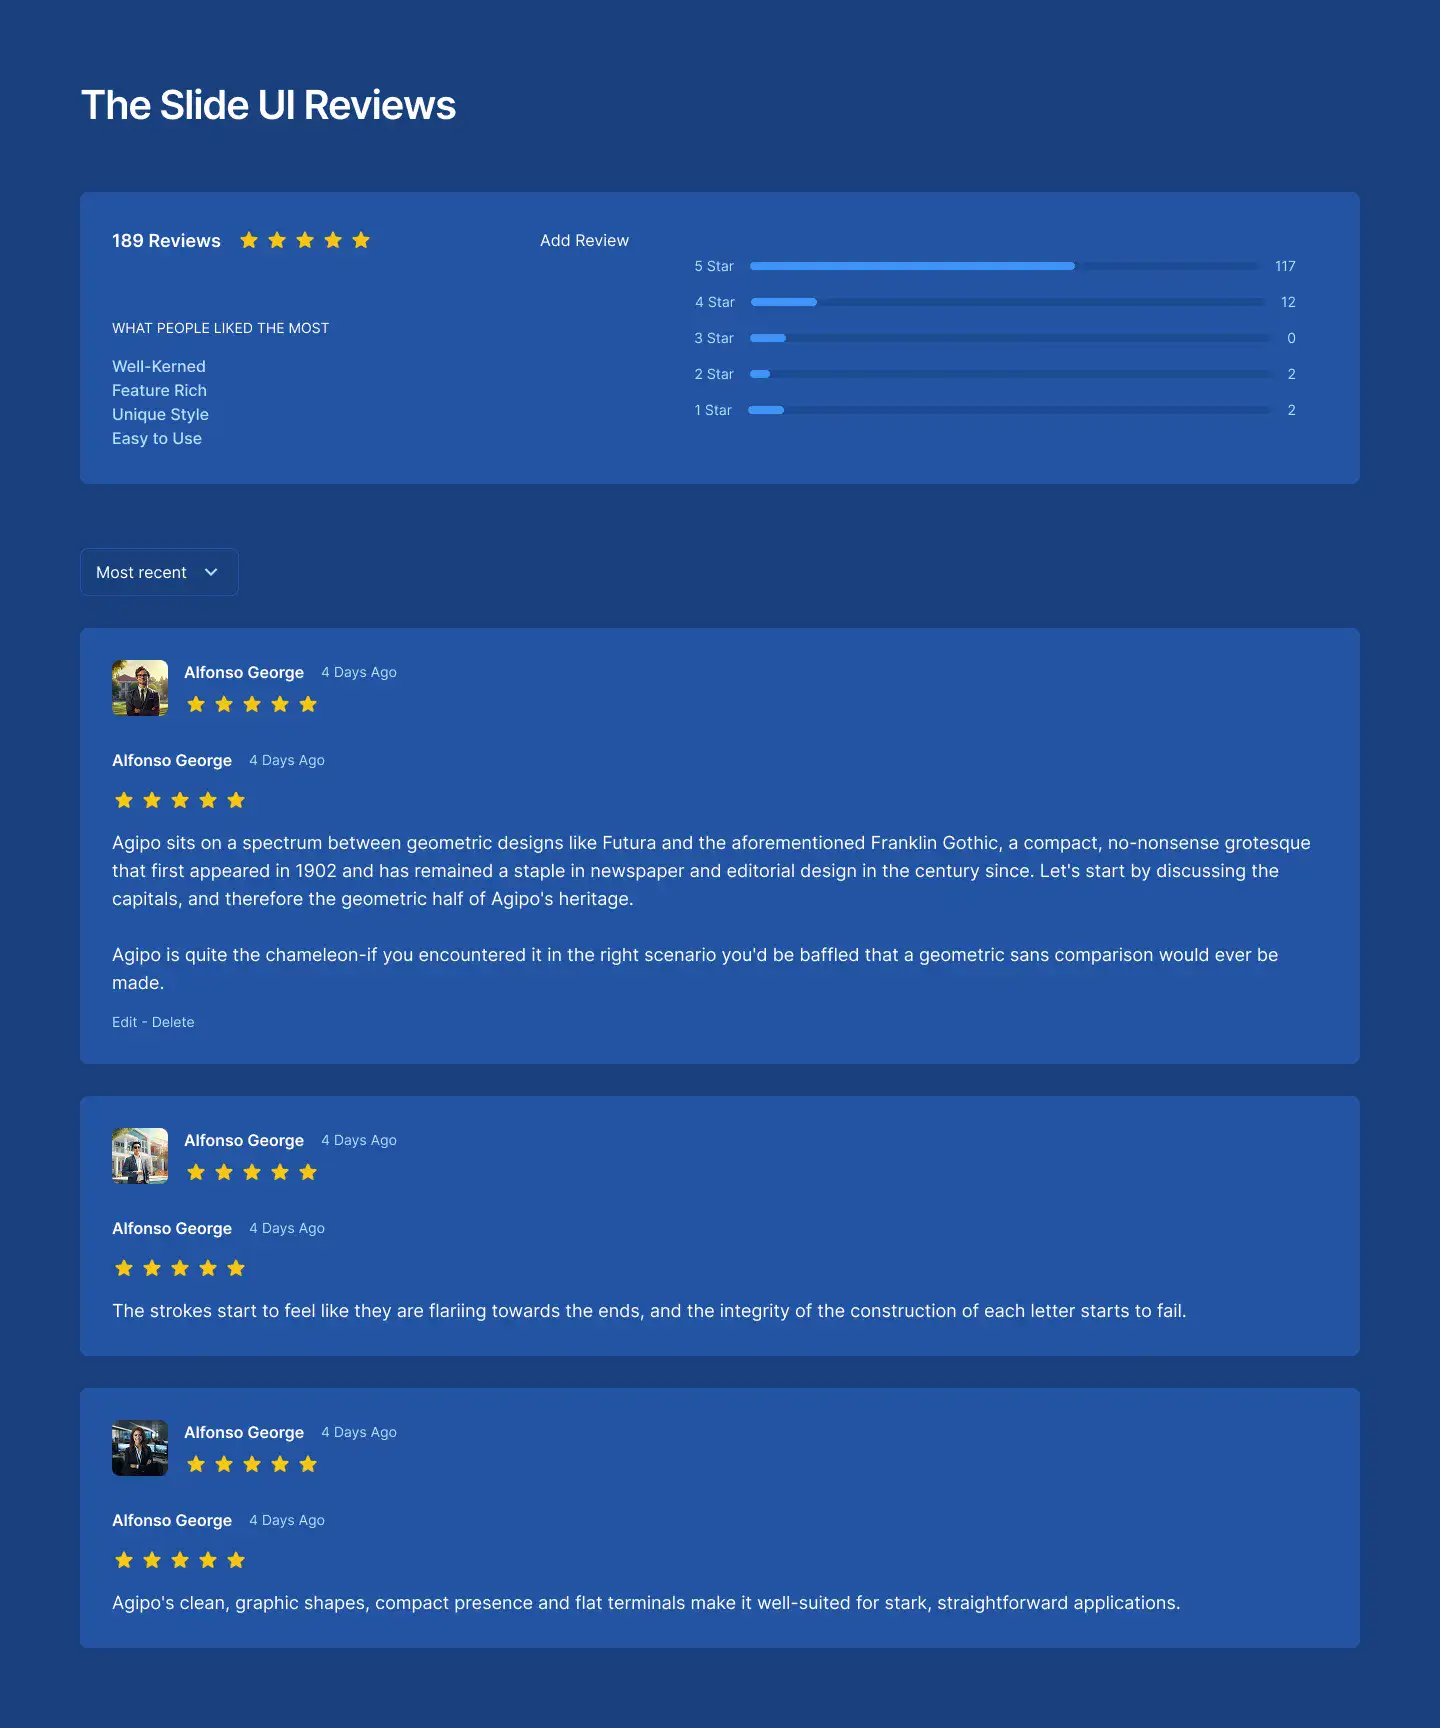 The Slide UI Reviews
189 Reviews
Add Review
WHAT PEOPLE LIKED THE MOST
Well-Kerned
Feature Rich
Unique Style
Easy to Use
5 Star 117
4 Star 12
3 Star 0
2 Star 2
1 Star 2
Most recent
Alfonso George 4 Days Ago
Alfonso George 4 Days Ago
Agipo sits on a spectrum between geometric designs like Futura and the aforementioned Franklin Gothic, a compact, no-nonsense grotesque
that first appeared in 1902 and has remained a staple in newspaper and editorial design in the century since. Let's start by discussing the
capitals, and therefore the geometric half of Agipo's heritage.
Agipo is quite the chameleon-if you encountered it in the right scenario you'd be baffled that a geometric sans comparison would ever be
made.
Edit - Delete
Alfonso George 4 Days Ago
Alfonso George 4 Days Ago
The strokes start to feel like they are flariing towards the ends, and the integrity of the construction of each letter starts to fail.
Alfonso George 4 Days Ago
Alfonso George 4 Days Ago
Agipo's clean, graphic shapes, compact presence and flat terminals make it well-suited for stark, straightforward applications.